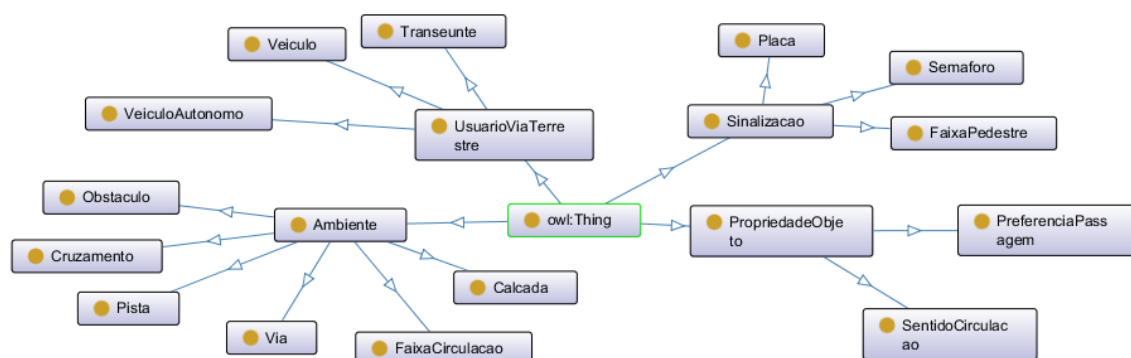 Transeunte
Veiculo
Placa
Semaforo
VeiculoAutonomo
UsuarioViaTerre
stre
Sinalizacao
FaixaPedestre
Obstaculo
Ambiente
owl:Thing
PropriedadeObje
to
PreferenciaPass
agem
Cruzamento
Pista
Calcada
Via
FaixaCirculacao
SentidoCirculac
ao